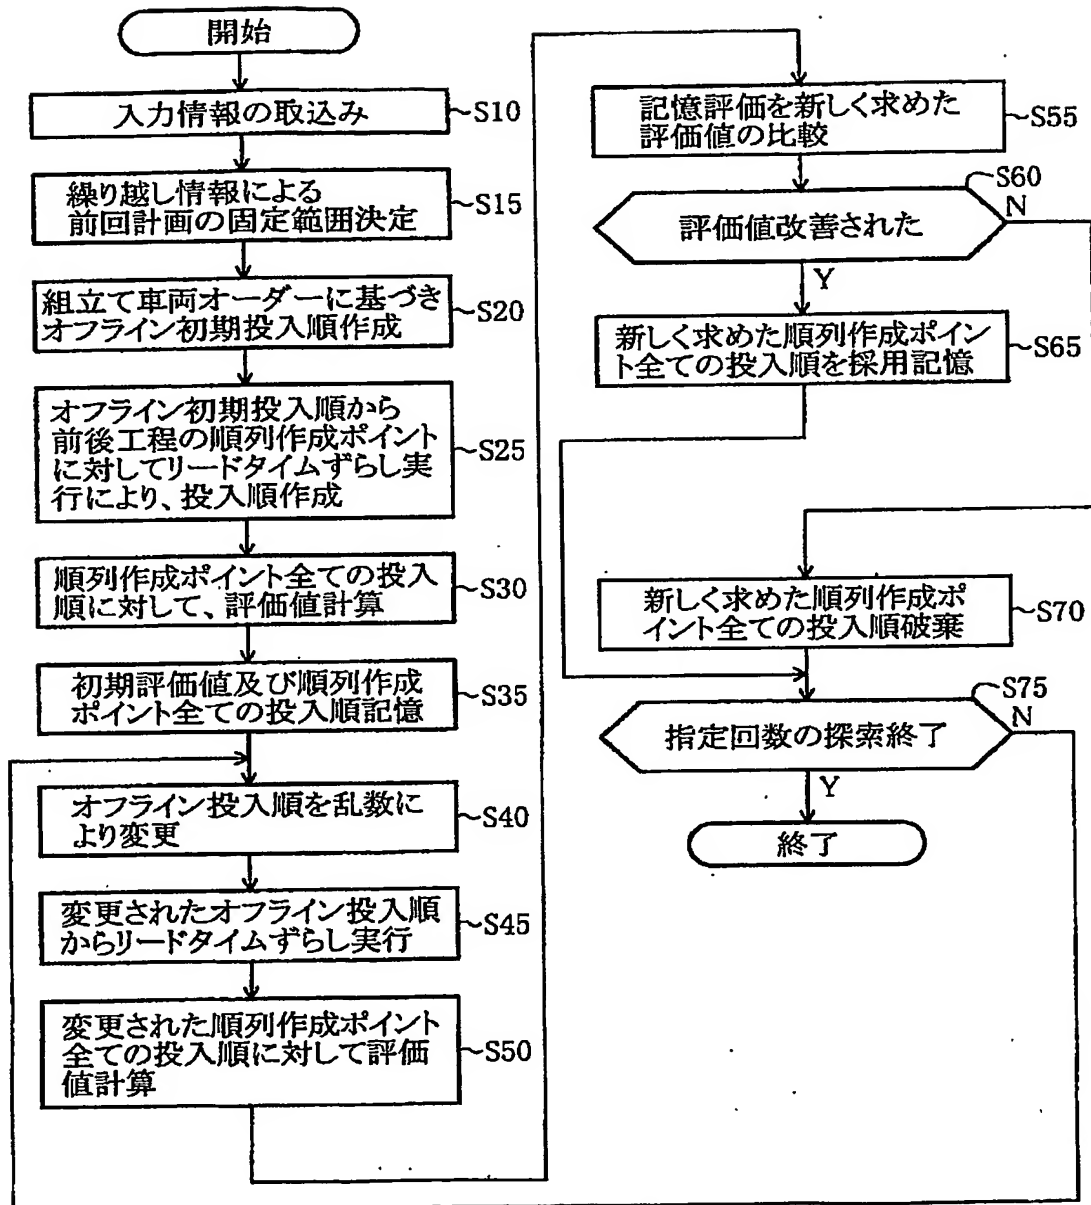 開始
入力情報の取込み
S10
繰り越し情報による
前回計画の固定範囲決定
S15
組立て車両オーダーに基づき
オフライン初期投入順作成
S20
オフライン初期投入順から
前後工程の順列作成ポイント
に対してリードタイムずらし実
行により、投入順作成
S25
順列作成ポイント全ての投入
順に対して、評価値計算
S30
初期評価値及び順列作成
ポイント全ての投入順記憶
S35
オフライン投入順を乱数に
より変更
S40
変更されたオフライン投入順
からリードタイムずらし実行
S45
変更された順列作成ポイント
全ての投入順に対して評価
値計算
S50
記憶評価を新しく求めた
評価値の比較
S55
S60
評価値改善された
N
Y
新しく求めた順列作成ポイン
ト全ての投入順を採用記憶
S65
新しく求めた順列作成ポ
イント全ての投入順破棄
S70
S75
指定回数の探索終了
N
Y
終了